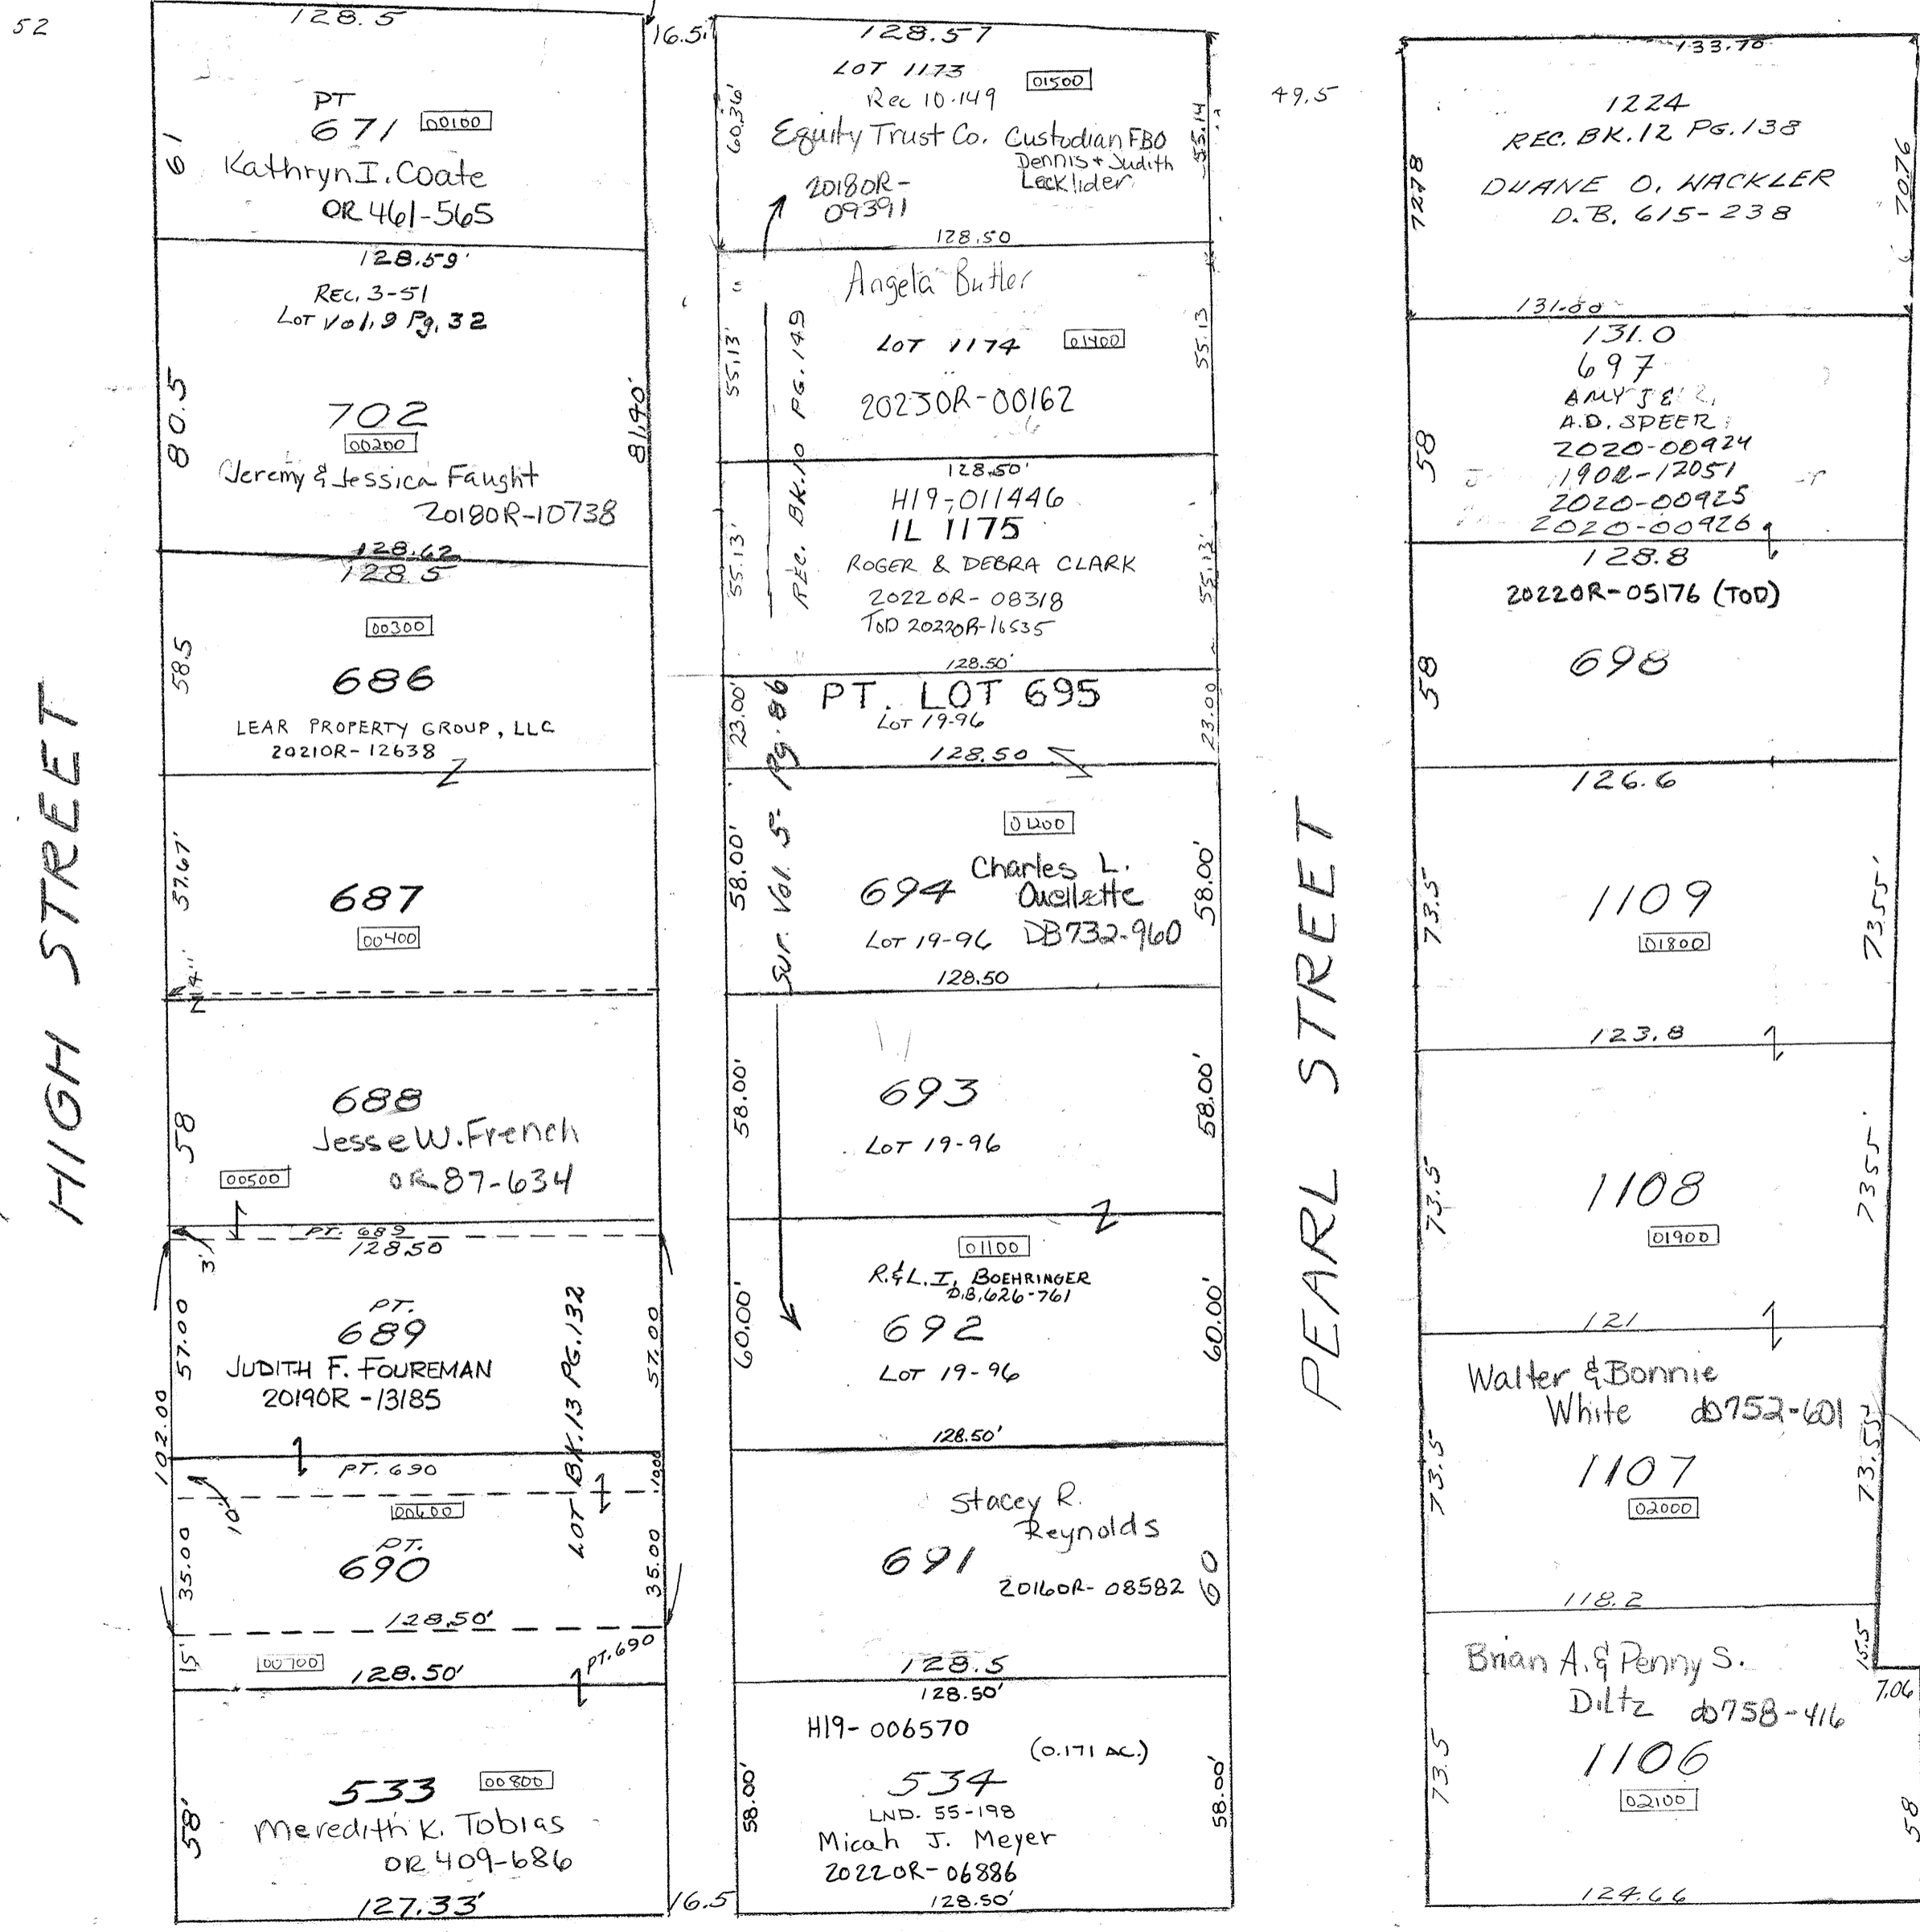 52
128.5
16.5'
61
PT
671 00100
Kathryn I. Coate
OR 461-565
128.59'
REC. 3-51
LOT Vol. 9 Pg. 32
80.5
81.40'
702
00200
Jeremy & Jessica Faught
2018OR-10738
128.62
128.5
00300
58.5
686
LEAR PROPERTY GROUP, LLC
2021OR-12638
57.67'
687
00400
4"
688
58
Jesse W. French
OR 87-634
00500
PT. 689
128.50
3'
PT.
689
57.00
57.00
JUDITH F. FOUREMAN
2019OR-13185
LOT BK.13 PG.132
102.00
PT. 690
10.00
10'
00600
PT.
690
35.00
35.00
128.50'
15'
00700
128.50'
PT. 690
533 00800
58'
Meredith K. Tobias
OR 409-686
127.33'
16.5
HIGH STREET
128.57
LOT 1173
01500
Rec 10-149
60.36'
55.14
Equity Trust Co. Custodian FBO
Dennis + Judith
Lecklider
2018OR-
09391
128.50
Angela Butler
55.13'
55.13
LOT 1174 01400
2023OR-00162
REC. BK.10 PG.149
128.50'
H19-011446
IL 1175
55.13'
55.13'
ROGER & DEBRA CLARK
2022OR-08318
TOD 2022OR-16535
128.50'
PT. LOT 695
23.00'
23.00
LOT 19-96
128.50
Sur. Vol. 5- Pg. 86
01200
58.00'
58.00'
Charles L.
694 Ouellette
LOT 19-96 DB732-960
128.50
58.00'
58.00'
693
LOT 19-96
01100
R. & L. I. BOEHRINGER
D.B. 626-761
60.00'
60.00'
692
LOT 19-96
128.50'
Stacey R.
Reynolds
691
60
2016OR-08582
128.5
128.50'
H19-006570
(0.171 AC.)
534
58.00'
58.00'
LND. 55-198
Micah J. Meyer
2022OR-06886
128.50'
49.5
PEARL STREET
133.70
1224
REC. BK.12 PG.138
72.78
70.76
DUANE O. WACKLER
D.B. 615-238
131.00
131.0
697
58
A.D. SPEER
2020-00924
19OR-12051
2020-00925
2020-00926
128.8
2022OR-05176 (TOD)
58
698
126.6
73.5
73.55'
1109
01800
123.8
73.5
73.55'
1108
01900
121
Walter & Bonnie
White db752-601
73.5
73.55'
1107
02000
118.2
15.5
Brian A. & Penny S.
Diltz db758-416
7.06
73.5
1106
02100
58
124.66